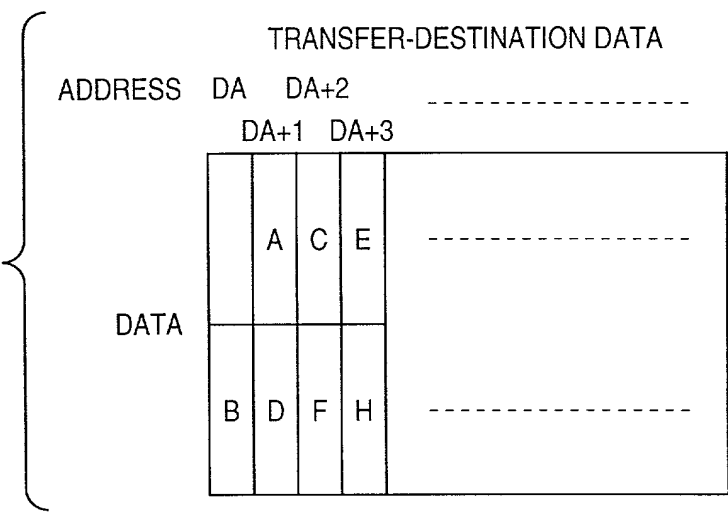 TRANSFER-DESTINATION DATA
ADDRESS DA DA+2
DA+1 DA+3
A C E
DATA
B D F H